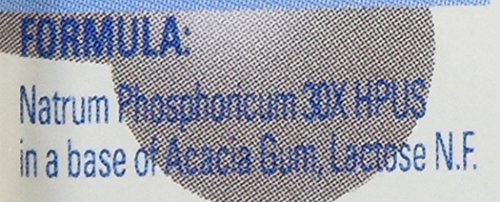 FORMULA:
Natrum Phosphoricum 30X HPUS
in a base of Acacia Gum, Lactose N.F.